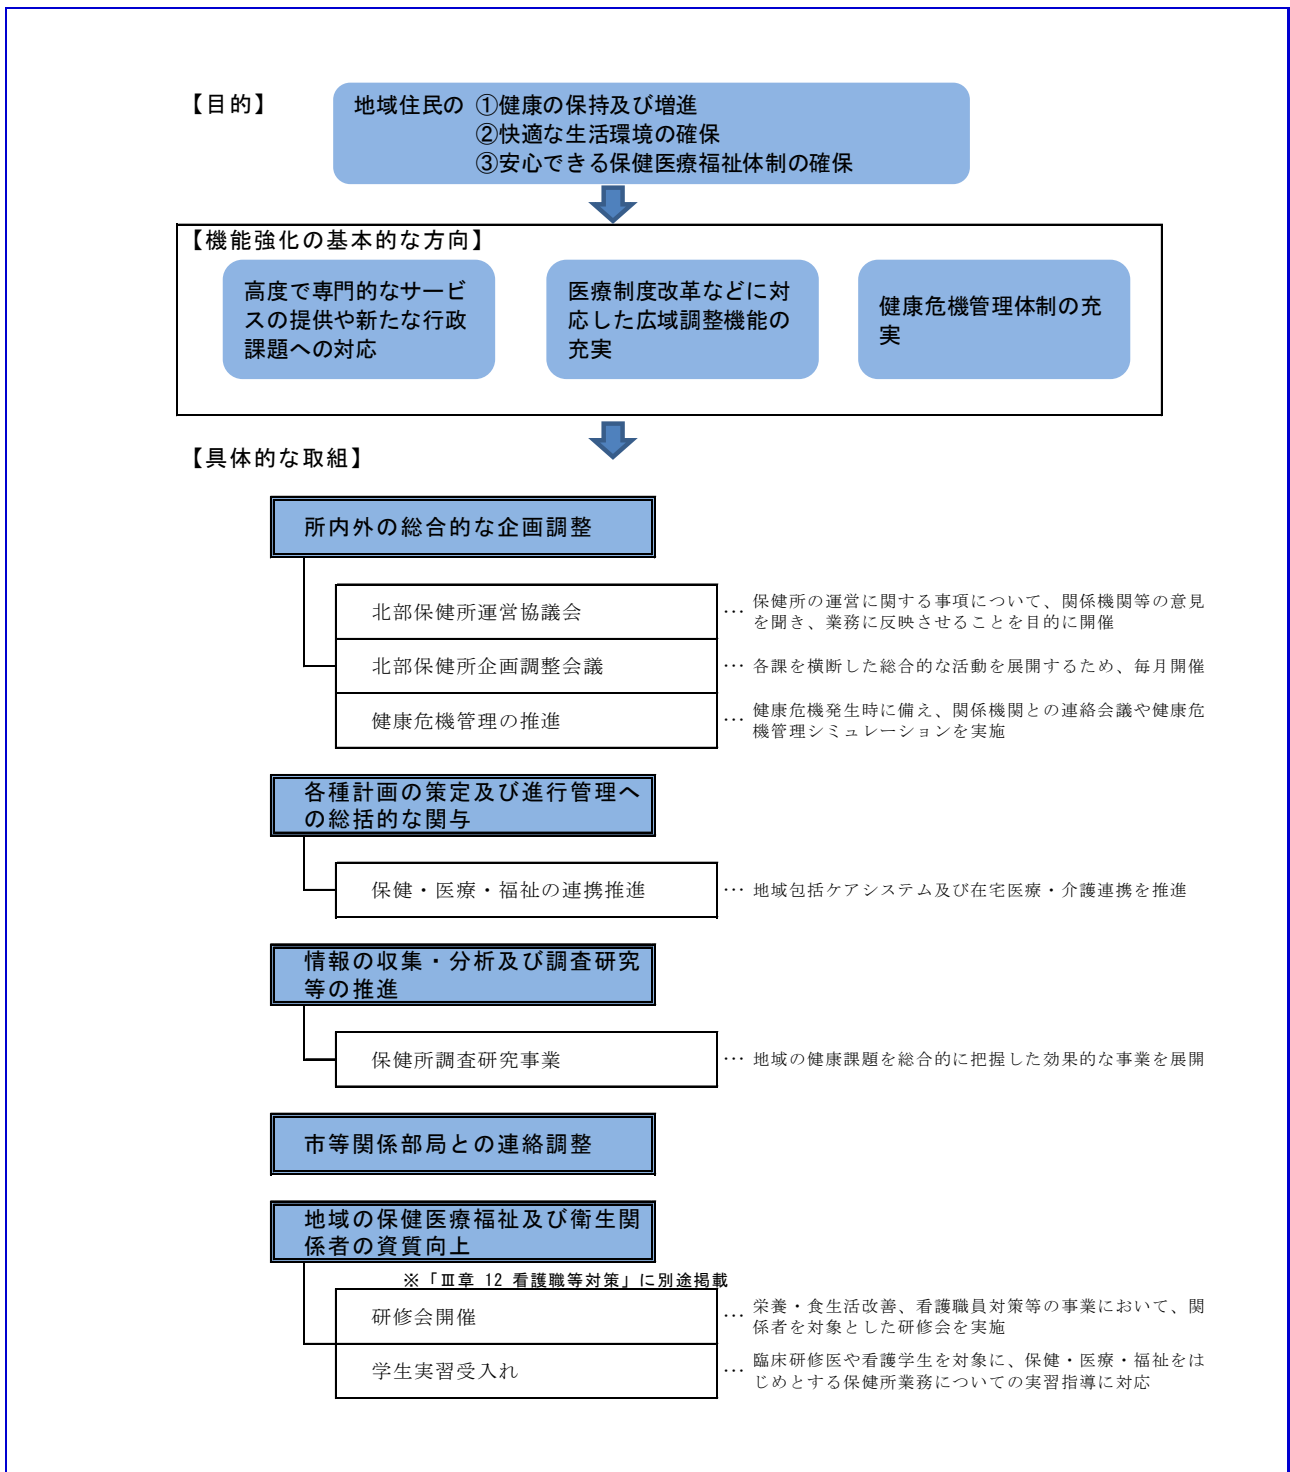 【目的】
地域住民の ①健康の保持及び増進
②快適な生活環境の確保
③安心できる保健医療福祉体制の確保
【機能強化の基本的な方向】
高度で専門的なサービ
スの提供や新たな行政
課題への対応
医療制度改革などに対
応した広域調整機能の
充実
健康危機管理体制の充
実
【具体的な取組】
所内外の総合的な企画調整
北部保健所運営協議会
… 保健所の運営に関する事項について、関係機関等の意見
を聞き、業務に反映させることを目的に開催
北部保健所企画調整会議
… 各課を横断した総合的な活動を展開するため、毎月開催
健康危機管理の推進
… 健康危機発生時に備え、関係機関との連絡会議や健康危
機管理シミュレーションを実施
各種計画の策定及び進行管理へ
の総括的な関与
保健・医療・福祉の連携推進
… 地域包括ケアシステム及び在宅医療・介護連携を推進
情報の収集・分析及び調査研究
等の推進
保健所調査研究事業
… 地域の健康課題を総合的に把握した効果的な事業を展開
市等関係部局との連絡調整
地域の保健医療福祉及び衛生関
係者の資質向上
※「Ⅲ章 12 看護職等対策」に別途掲載
研修会開催
… 栄養・食生活改善、看護職員対策等の事業において、関
係者を対象とした研修会を実施
学生実習受入れ
… 臨床研修医や看護学生を対象に、保健・医療・福祉をは
じめとする保健所業務についての実習指導に対応